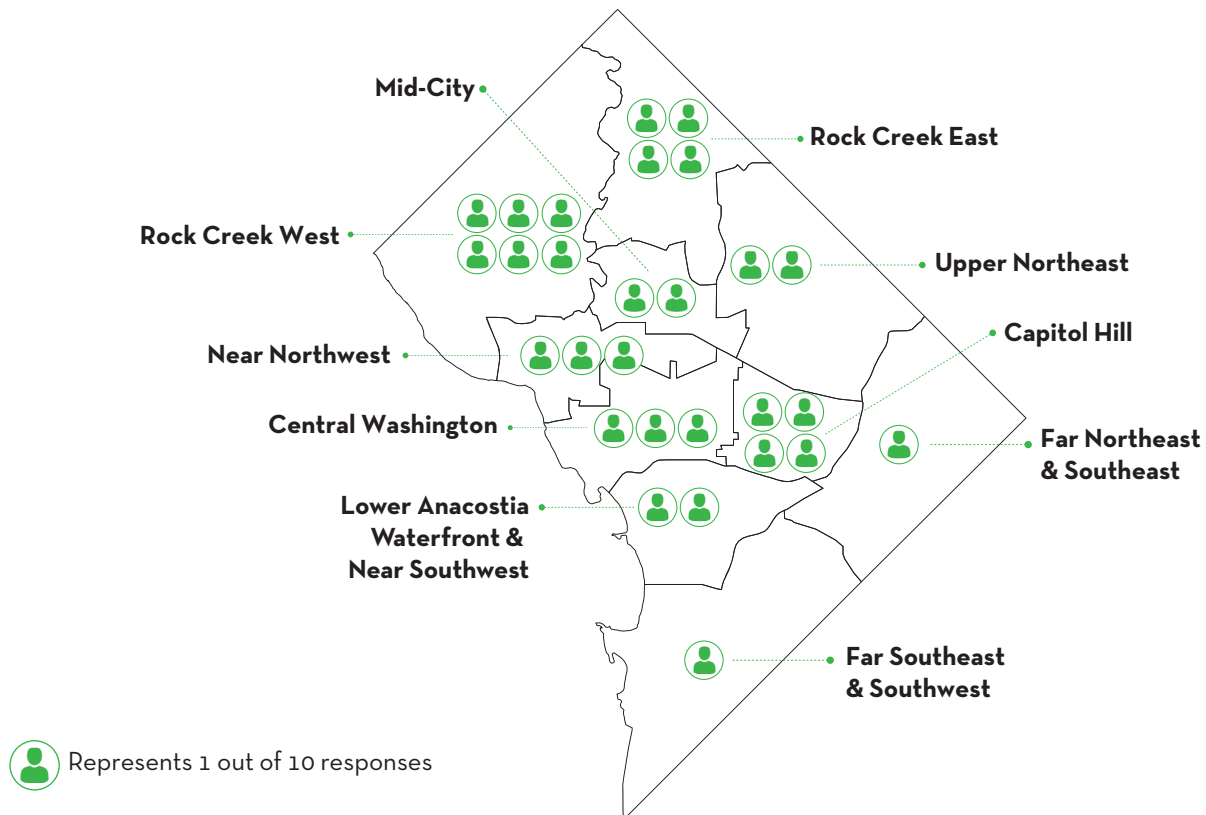 Mid-City
Rock Creek East
Rock Creek West
Upper Northeast
Capitol Hill
Near Northwest
Central Washington
Far Northeast
& Southeast
Lower Anacostia
Waterfront &
Near Southwest
Far Southeast
& Southwest
Represents 1 out of 10 responses